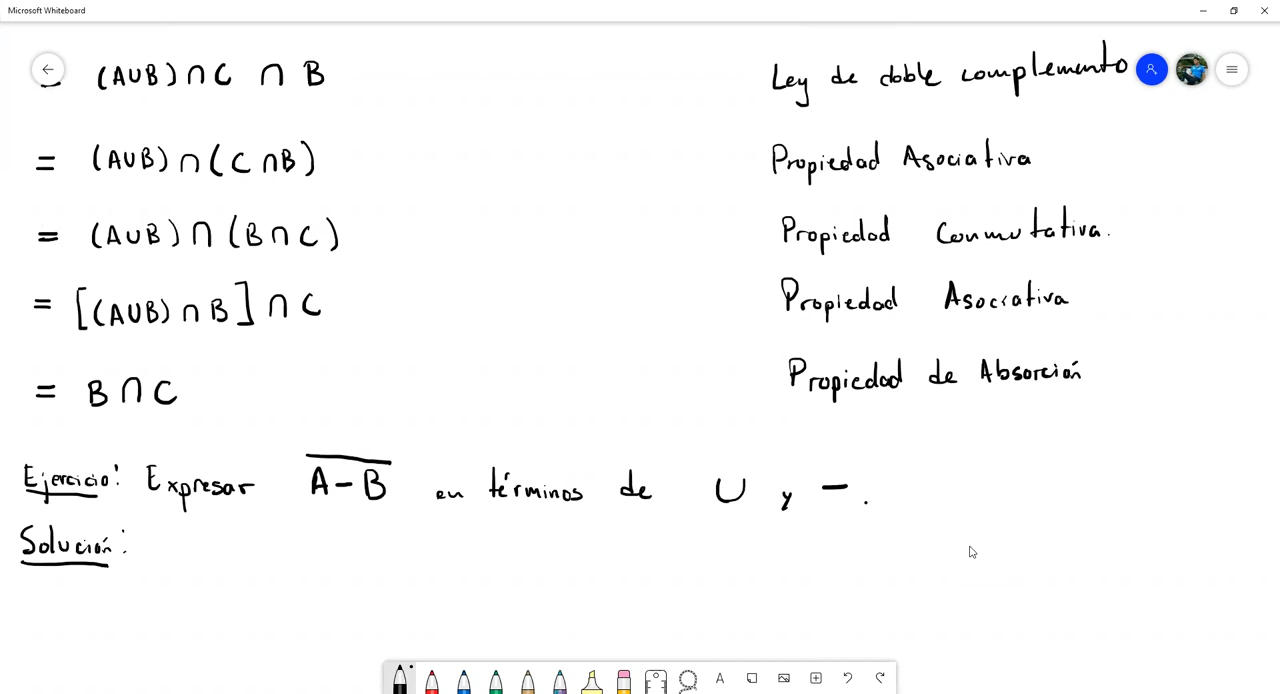 Microsoft Whiteboard
= (A∪B)∩C ∩ B Ley de doble complemento
= (A∪B)∩(C∩B) Propiedad Asociativa
= (A∪B)∩(B∩C) Propiedad Conmutativa.
= [(A∪B)∩B]∩C Propiedad Asociativa
= B∩C Propiedad de Absorción
Ejercicio: Expresar \overline{A-B} en términos de ∪ y ‾.
Solución:
A